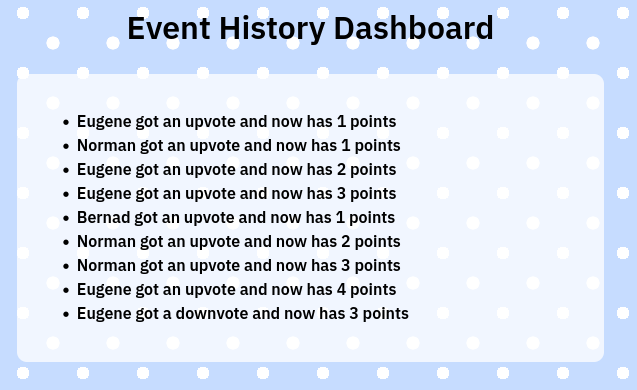 Event History Dashboard
• Eugene got an upvote and now has 1 points
• Norman got an upvote and now has 1 points
• Eugene got an upvote and now has 2 points
• Eugene got an upvote and now has 3 points
• Bernad got an upvote and now has 1 points
• Norman got an upvote and now has 2 points
• Norman got an upvote and now has 3 points
• Eugene got an upvote and now has 4 points
• Eugene got a downvote and now has 3 points